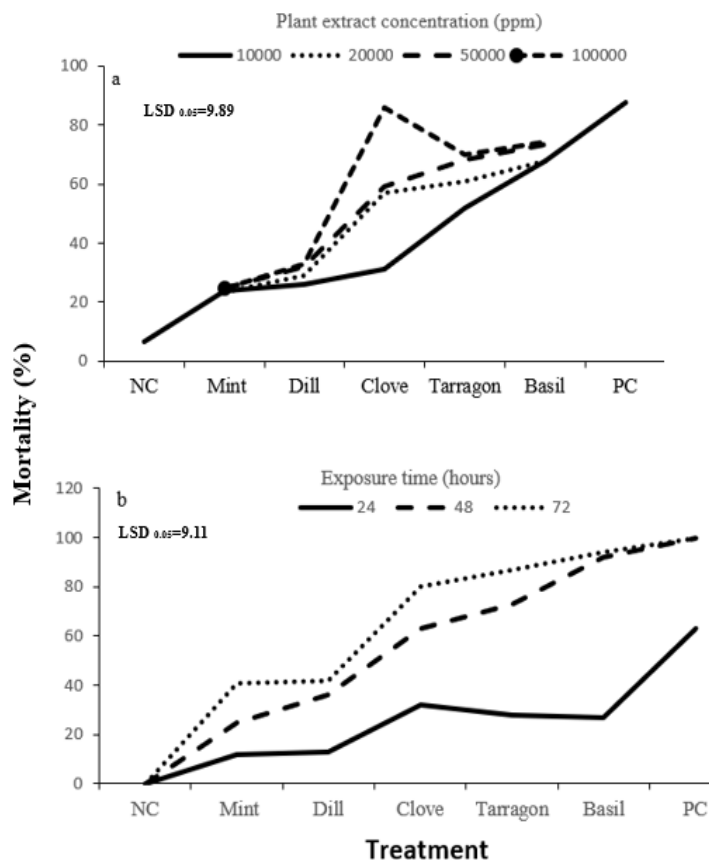 Plant extract concentration (ppm)
10000 20000 50000 100000
100
a
LSD 0.05=9.89
80
60
40
20
0
NC Mint Dill Clove Tarragon Basil PC
Mortality (%)
Exposure time (hours)
120
b
24 48 72
LSD 0.05=9.11
100
80
60
40
20
0
NC Mint Dill Clove Tarragon Basil PC
Treatment